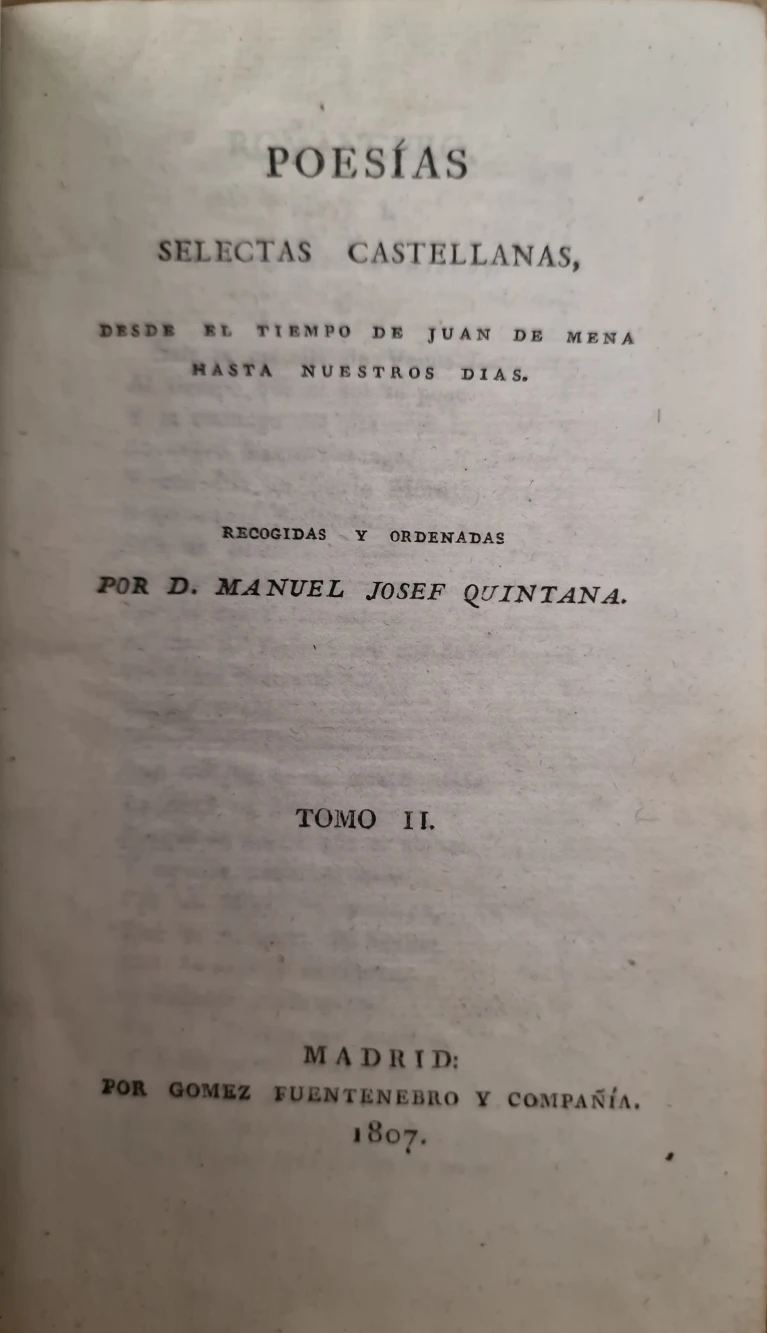 POESÍAS
SELECTAS CASTELLANAS,
DESDE EL TIEMPO DE JUAN DE MENA
HASTA NUESTROS DIAS.
RECOGIDAS Y ORDENADAS
POR D. MANUEL JOSEF QUINTANA.
TOMO II.
MADRID:
POR GOMEZ FUENTENEBRO Y COMPAÑÍA.
1807.